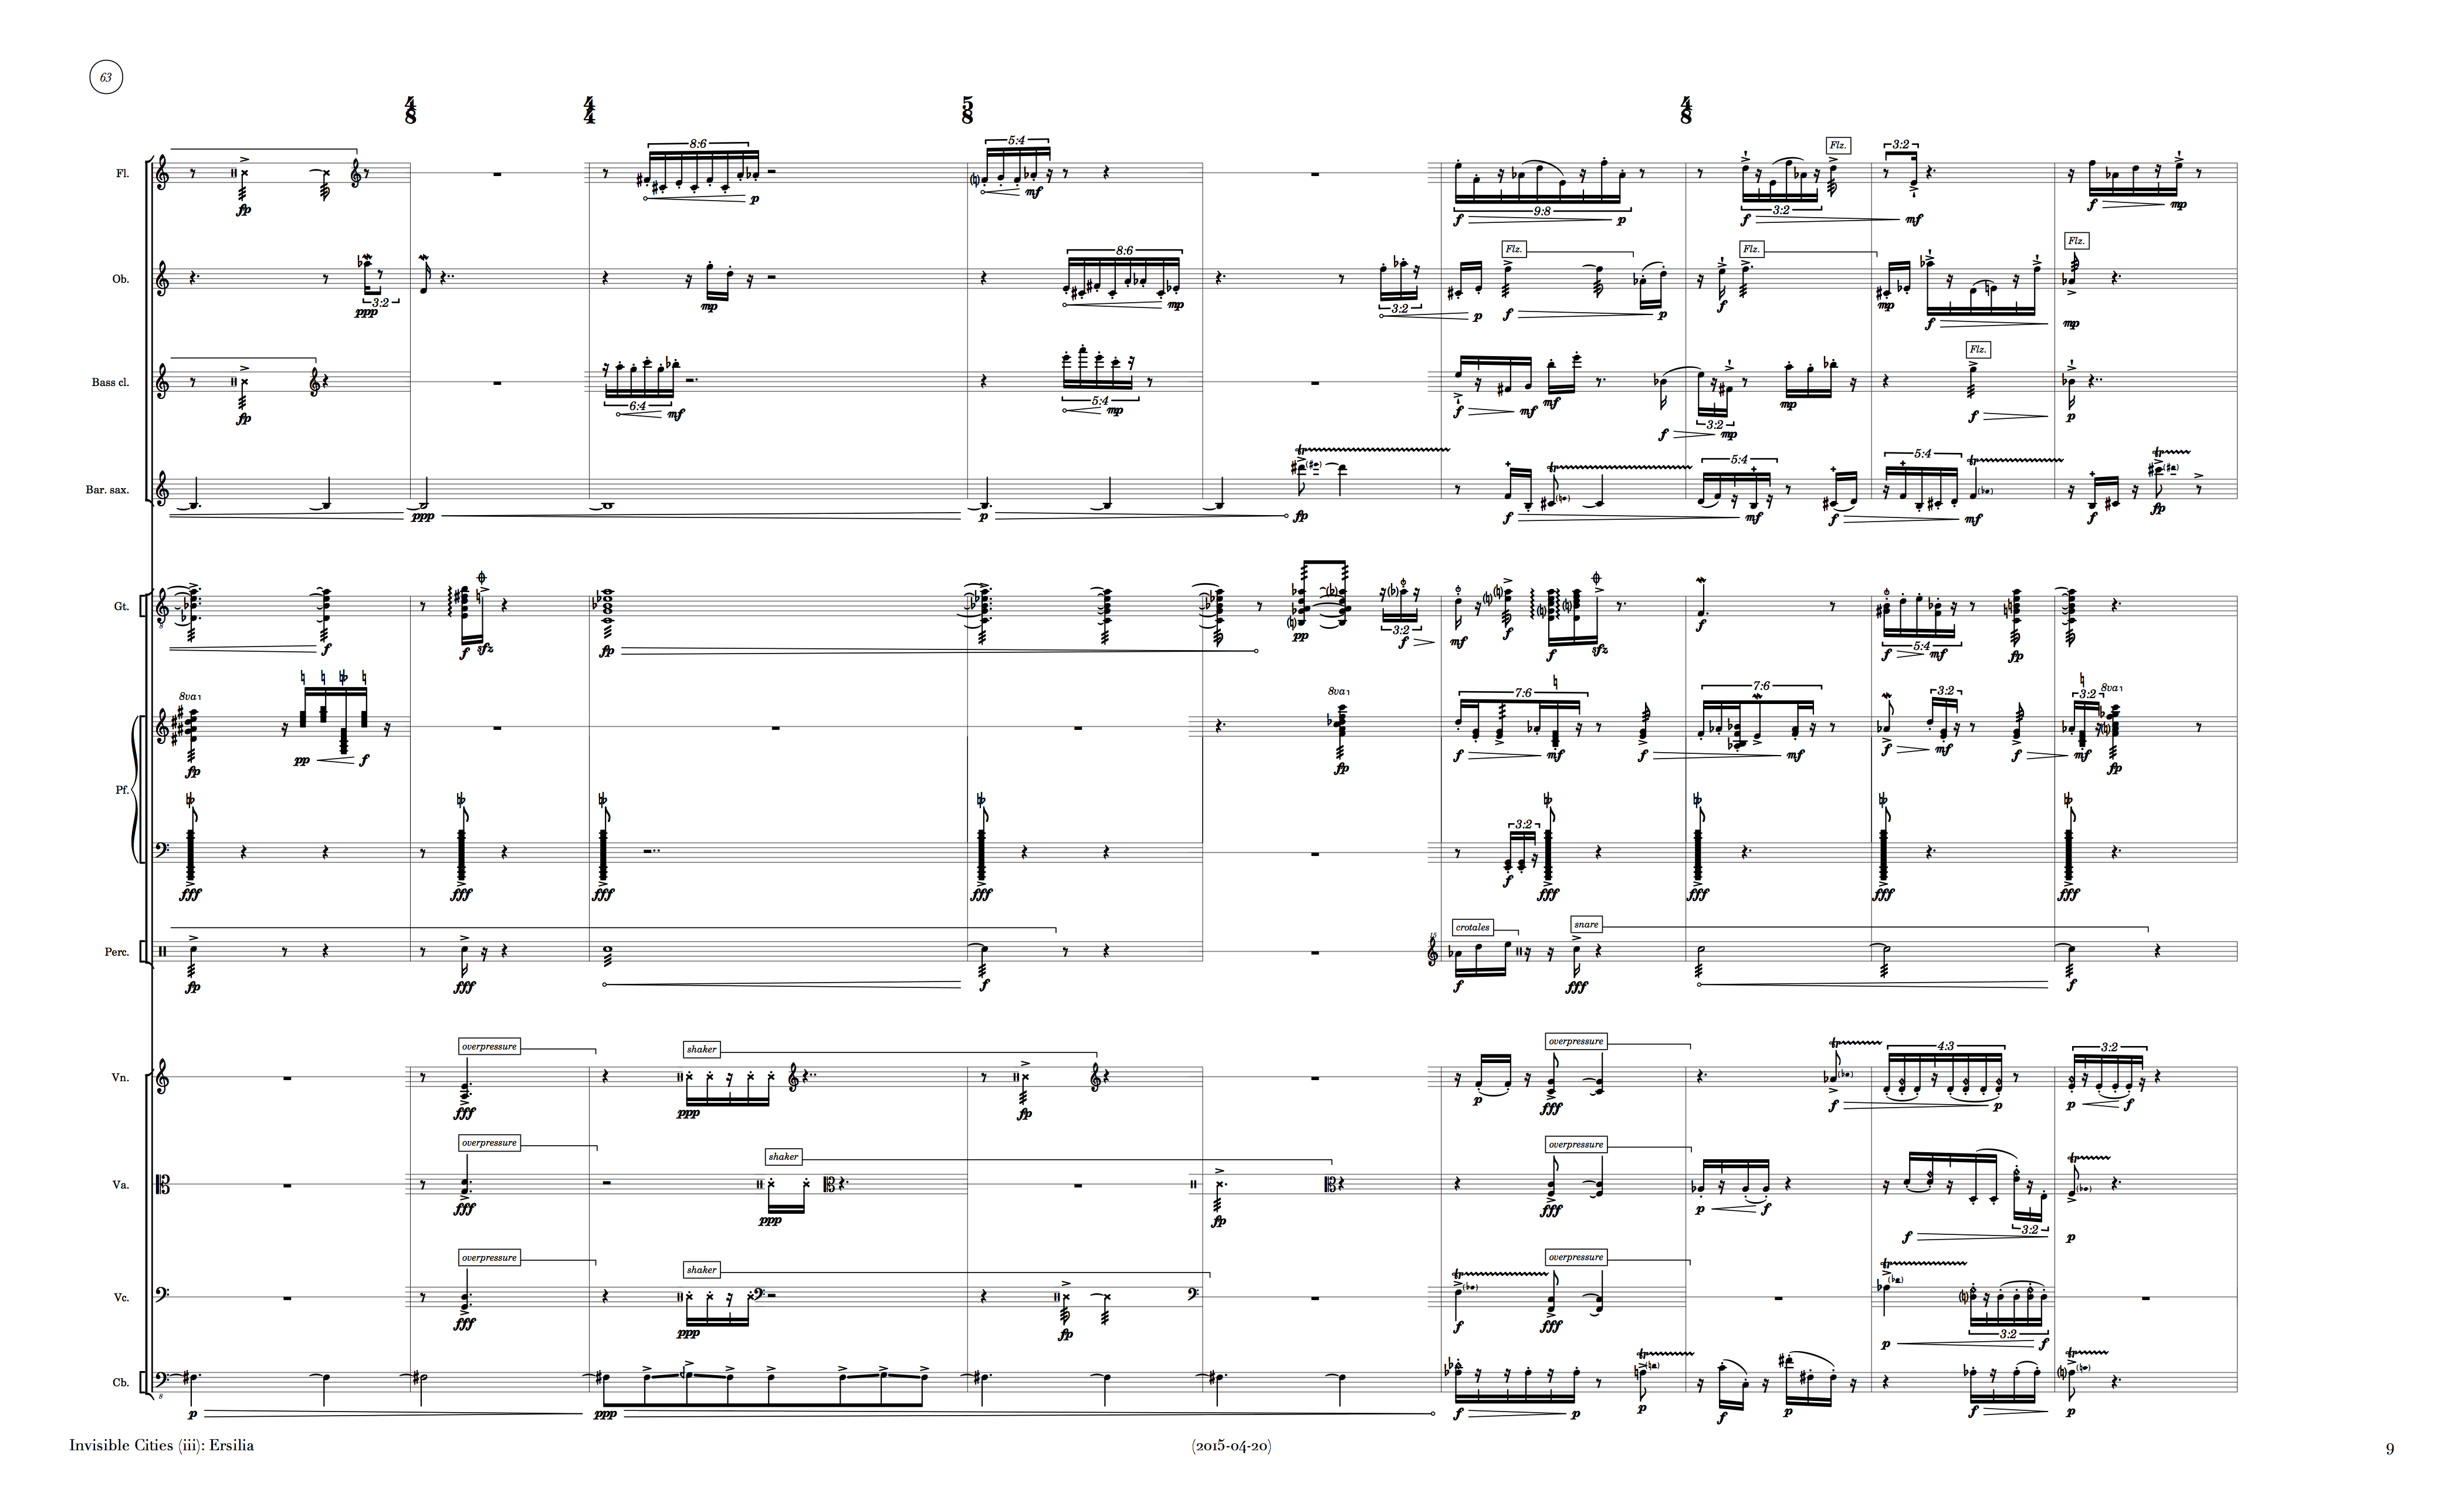 63
4 4 5 4
8 4 8 8
8:6 5:4 Flz. 3:2
Fl.
fp p mf f 9:8 p f 3:2 mf f mp
8:6 Flz. Flz. Flz.
Ob.
3:2 ppp mp mp 3:2 p f p f mp f mp
Flz.
Bass cl.
fp 6:4 mf 5:4 mp f mf mf f 3:2 mp mp f p
tr tr 5:4 5:4 tr tr
Bar. sax.
ppp p fp f mf f mf f fp
Gt.
8
f f sfz fp pp 3:2 f mf f f sfz f 5:4 f mf fp
8va 8va 7:6 7:6 3:2 3:2 8va
fp pp f fp f mf f mf f mf f mf fp
Pf.
3:2
fff fff fff fff f fff fff fff fff
crotales snare
15
Perc.
fp fff f f fff f
overpressure shaker overpressure tr 4:3 3:2
Vn.
fff ppp fp p fff f p p f
overpressure shaker overpressure tr
Va.
fff ppp fp fff p f f 3:2 p
overpressure shaker tr overpressure tr
Vc.
fff ppp fp f fff p 3:2 f
tr tr
Cb.
8
p ppp f p p f p f p
Invisible Cities (iii): Ersilia (2015-04-20) 9